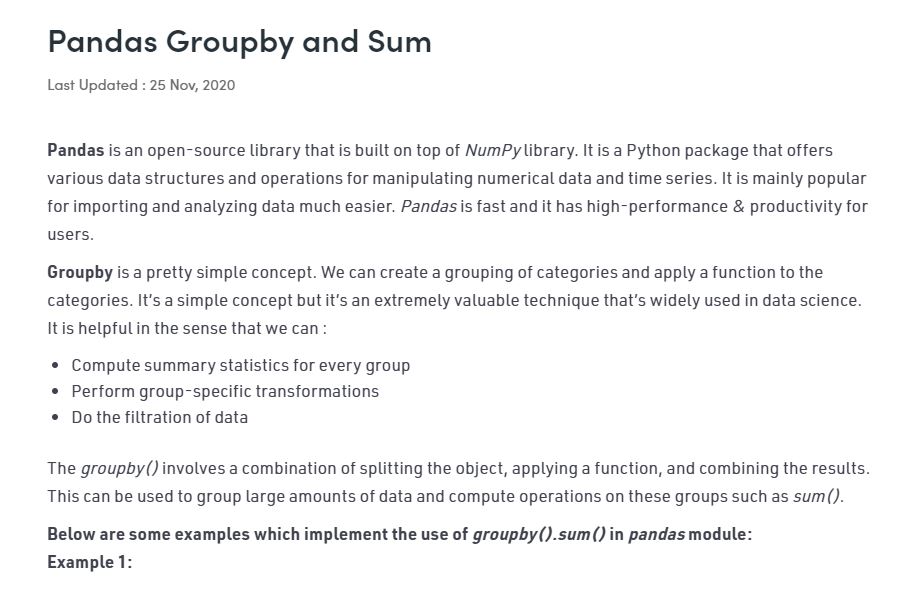 Pandas Groupby and Sum
Last Updated : 25 Nov, 2020
Pandas is an open-source library that is built on top of NumPy library. It is a Python package that offers
various data structures and operations for manipulating numerical data and time series. It is mainly popular
for importing and analyzing data much easier. Pandas is fast and it has high-performance & productivity for
users.
Groupby is a pretty simple concept. We can create a grouping of categories and apply a function to the
categories. It’s a simple concept but it’s an extremely valuable technique that’s widely used in data science.
It is helpful in the sense that we can :
• Compute summary statistics for every group
• Perform group-specific transformations
• Do the filtration of data
The groupby() involves a combination of splitting the object, applying a function, and combining the results.
This can be used to group large amounts of data and compute operations on these groups such as sum().
Below are some examples which implement the use of groupby().sum() in pandas module:
Example 1: